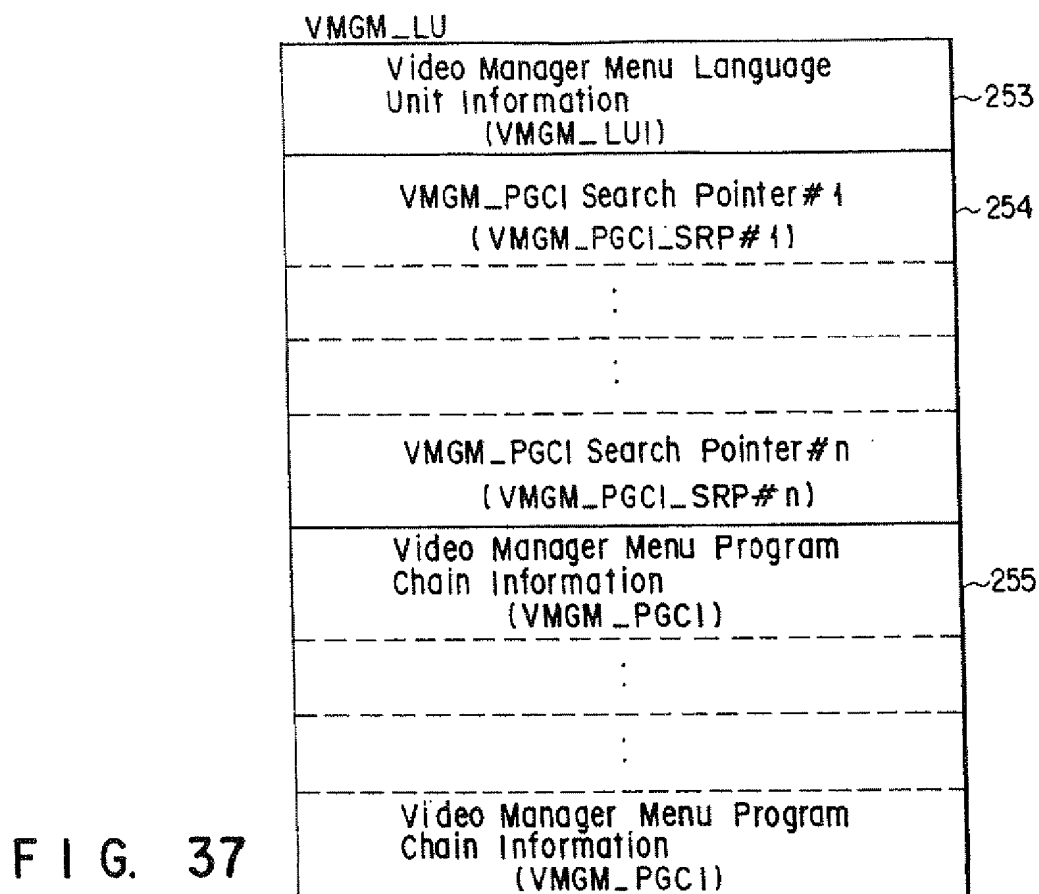 VMGM_LU
Video Manager Menu Language
Unit Information
(VMGM_LUI)
253
VMGM_PGCI Search Pointer#1
(VMGM_PGCI_SRP#1)
254
VMGM_PGCI Search Pointer#n
(VMGM_PGCI_SRP#n)
Video Manager Menu Program
Chain Information
(VMGM_PGCI)
255
Video Manager Menu Program
Chain Information
(VMGM_PGCI)
FIG. 37